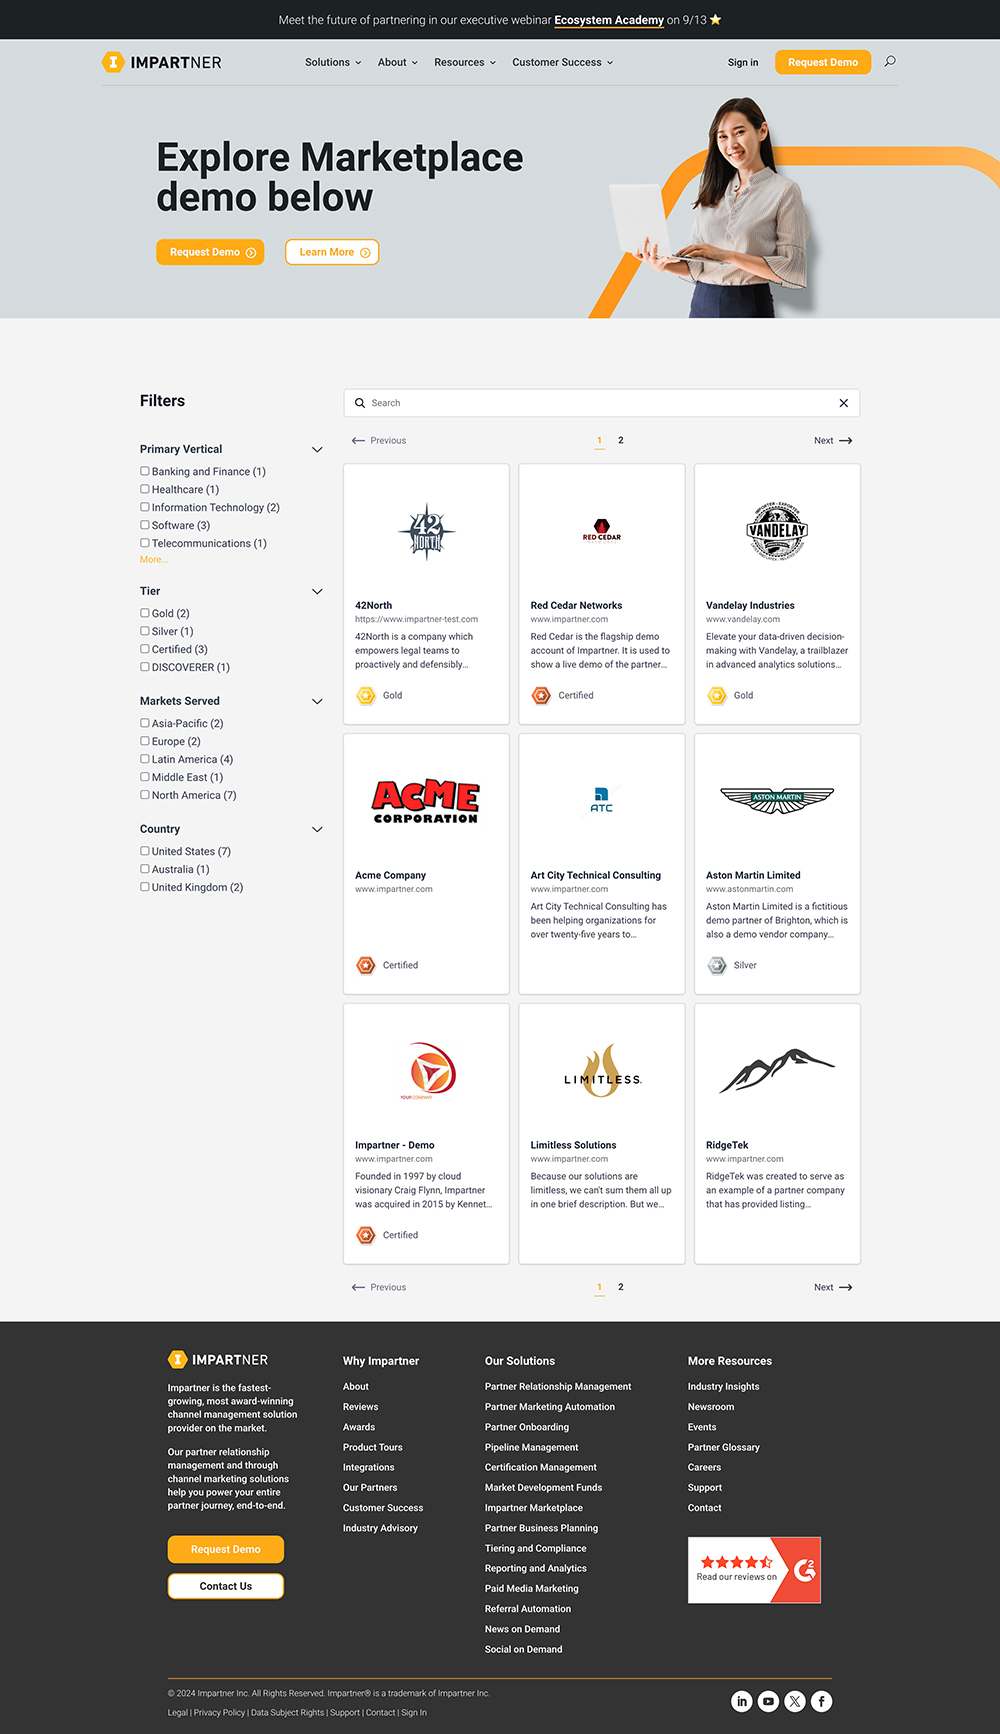 Meet the future of partnering in our executive webinar Ecosystem Academy on 9/13
IMPARTNER
Solutions
About
Resources
Customer Success
Sign in
Request Demo
Explore Marketplace
demo below
Request Demo
Learn More
Filters
Search
Previous
1
2
Next
Primary Vertical
Banking and Finance (1)
Healthcare (1)
Information Technology (2)
Software (3)
Telecommunications (1)
More...
Tier
Gold (2)
Silver (1)
Certified (3)
DISCOVERER (1)
Markets Served
Asia-Pacific (2)
Europe (2)
Latin America (4)
Middle East (1)
North America (7)
Country
United States (7)
Australia (1)
United Kingdom (2)
42
NORTH
42North
https://www.impartner-test.com
42North is a company which
empowers legal teams to
proactively and defensibly...
Gold
RED CEDAR
Red Cedar Networks
www.impartner.com
Red Cedar is the flagship demo
account of Impartner. It is used to
show a live demo of the partner...
Certified
IMPORTER - EXPORTER
VANDELAY
Vandelay Industries
www.vandelay.com
Elevate your data-driven decision-
making with Vandelay, a trailblazer
in advanced analytics solutions...
Gold
ACME
CORPORATION
Acme Company
www.impartner.com
Certified
ATC
Art City Technical Consulting
www.impartner.com
Art City Technical Consulting has
been helping organizations for
over twenty-five years to...
ASTON MARTIN
Aston Martin Limited
www.astonmartin.com
Aston Martin Limited is a fictitious
demo partner of Brighton, which is
also a demo vendor company...
Silver
YOUR COMPANY
Impartner - Demo
www.impartner.com
Founded in 1997 by cloud
visionary Craig Flynn, Impartner
was acquired in 2015 by Kennet...
Certified
LIMITLESS
Limitless Solutions
www.impartner.com
Because our solutions are
limitless, we can't sum them all up
in one brief description. But we...
RidgeTek
www.impartner.com
RidgeTek was created to serve as
an example of a partner company
that has provided listing...
Previous
1
2
Next
IMPARTNER
Impartner is the fastest-
growing, most award-winning
channel management solution
provider on the market.
Our partner relationship
management and through
channel marketing solutions
help you power your entire
partner journey, end-to-end.
Request Demo
Contact Us
Why Impartner
About
Reviews
Awards
Product Tours
Integrations
Our Partners
Customer Success
Industry Advisory
Our Solutions
Partner Relationship Management
Partner Marketing Automation
Partner Onboarding
Pipeline Management
Certification Management
Market Development Funds
Impartner Marketplace
Partner Business Planning
Tiering and Compliance
Reporting and Analytics
Paid Media Marketing
Referral Automation
News on Demand
Social on Demand
More Resources
Industry Insights
Newsroom
Events
Partner Glossary
Careers
Support
Contact
Read our reviews on
G2
© 2024 Impartner Inc. All Rights Reserved. Impartner® is a trademark of Impartner Inc.
Legal | Privacy Policy | Data Subject Rights | Support | Contact | Sign In